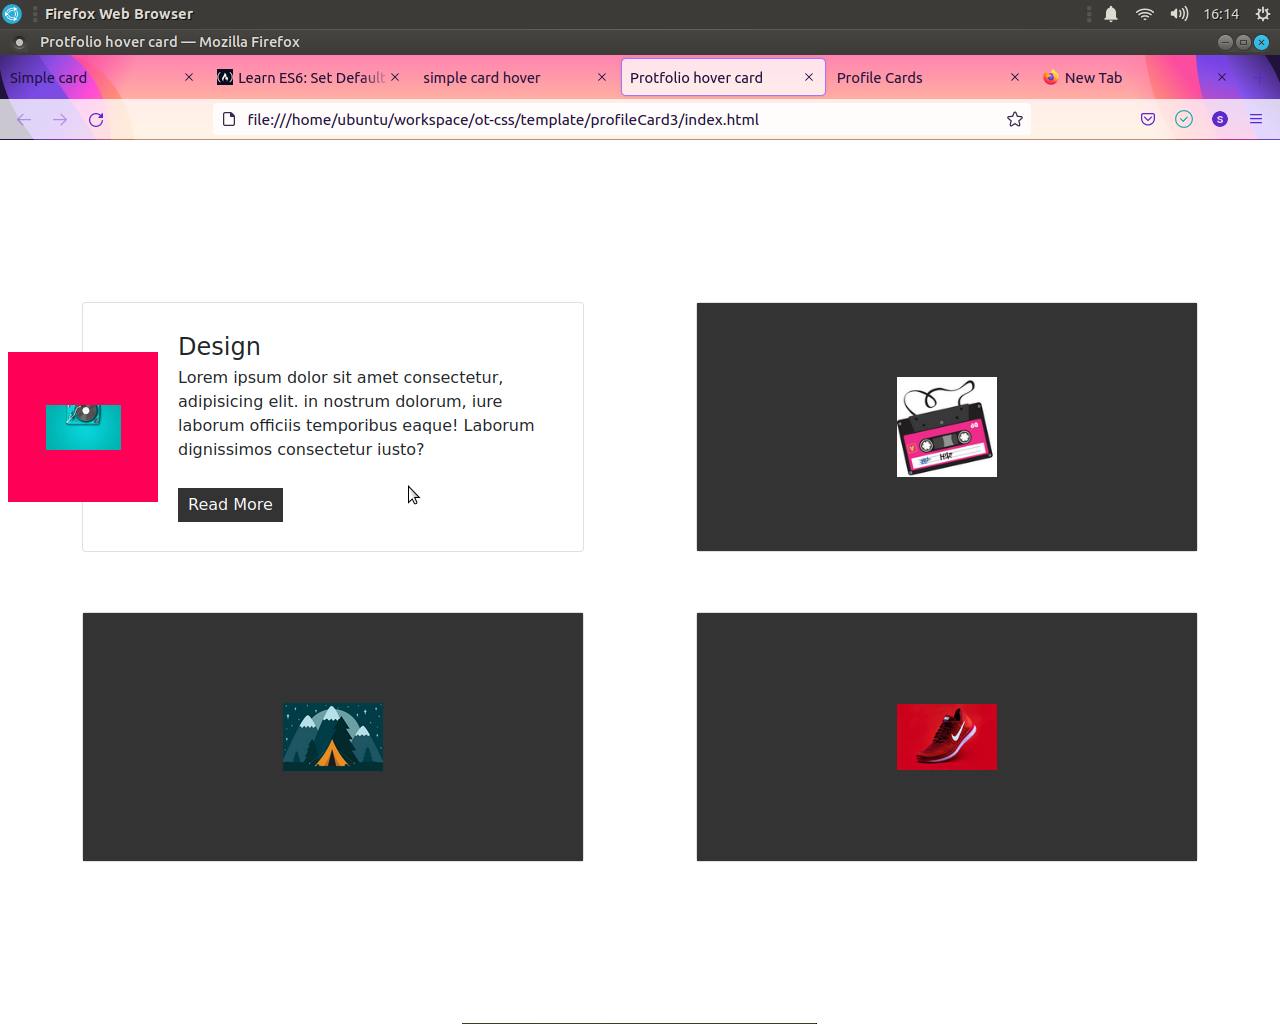 Firefox Web Browser
16:14
Protfolio hover card — Mozilla Firefox
Simple card
Learn ES6: Set Default
simple card hover
Protfolio hover card
Profile Cards
New Tab
file:///home/ubuntu/workspace/ot-css/template/profileCard3/index.html
S
Design
Lorem ipsum dolor sit amet consectetur,
adipisicing elit. in nostrum dolorum, iure
laborum officiis temporibus eaque! Laborum
dignissimos consectetur iusto?
Read More